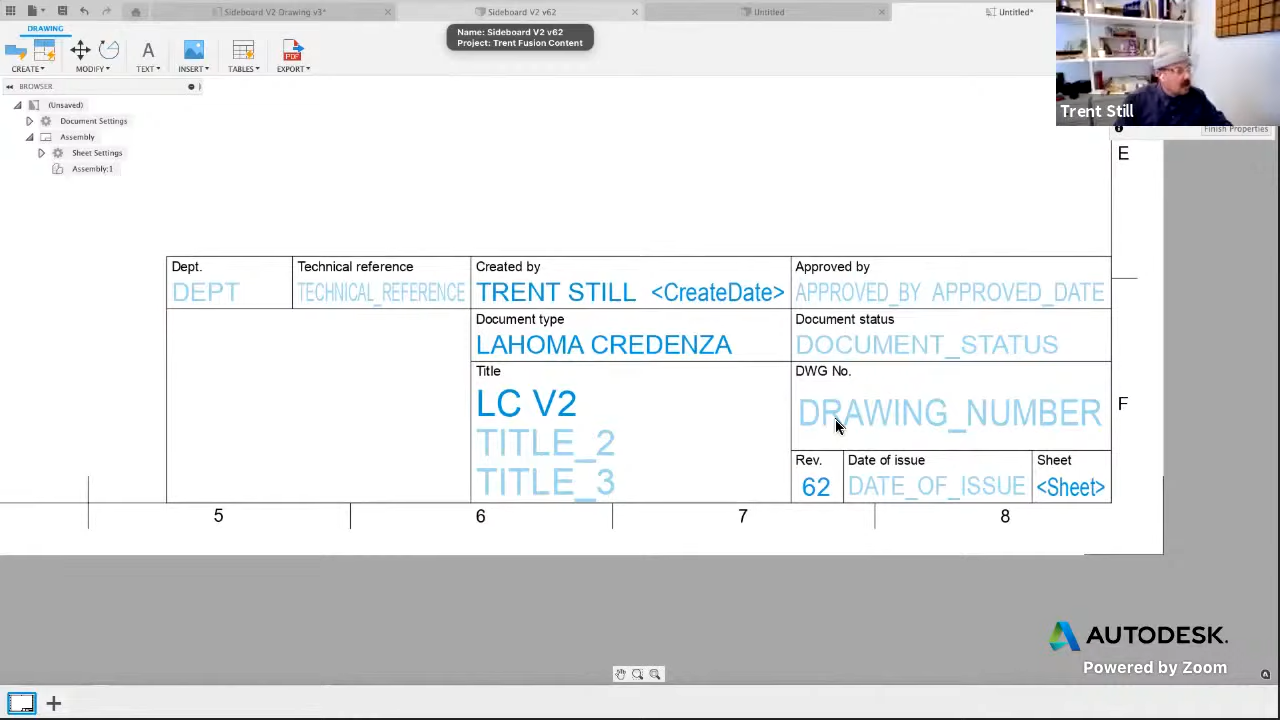 Sideboard V2 Drawing v3*
Sideboard V2 v62
Untitled
Untitled*
DRAWING
Name: Sideboard V2 v62
Project: Trent Fusion Content
CREATE
MODIFY
TEXT
INSERT
TABLES
PDF
EXPORT
BROWSER
(Unsaved)
Document Settings
Assembly
Sheet Settings
Assembly:1
Trent Still
Finish Properties
E
Dept.
DEPT
Technical reference
TECHNICAL_REFERENCE
Created by
TRENT STILL <CreateDate>
Approved by
APPROVED_BY APPROVED_DATE
Document type
LAHOMA CREDENZA
Document status
DOCUMENT_STATUS
Title
LC V2
TITLE_2
TITLE_3
DWG No.
DRAWING_NUMBER
F
Rev.
62
Date of issue
DATE_OF_ISSUE
Sheet
<Sheet>
5 6 7 8
AUTODESK.
Powered by Zoom